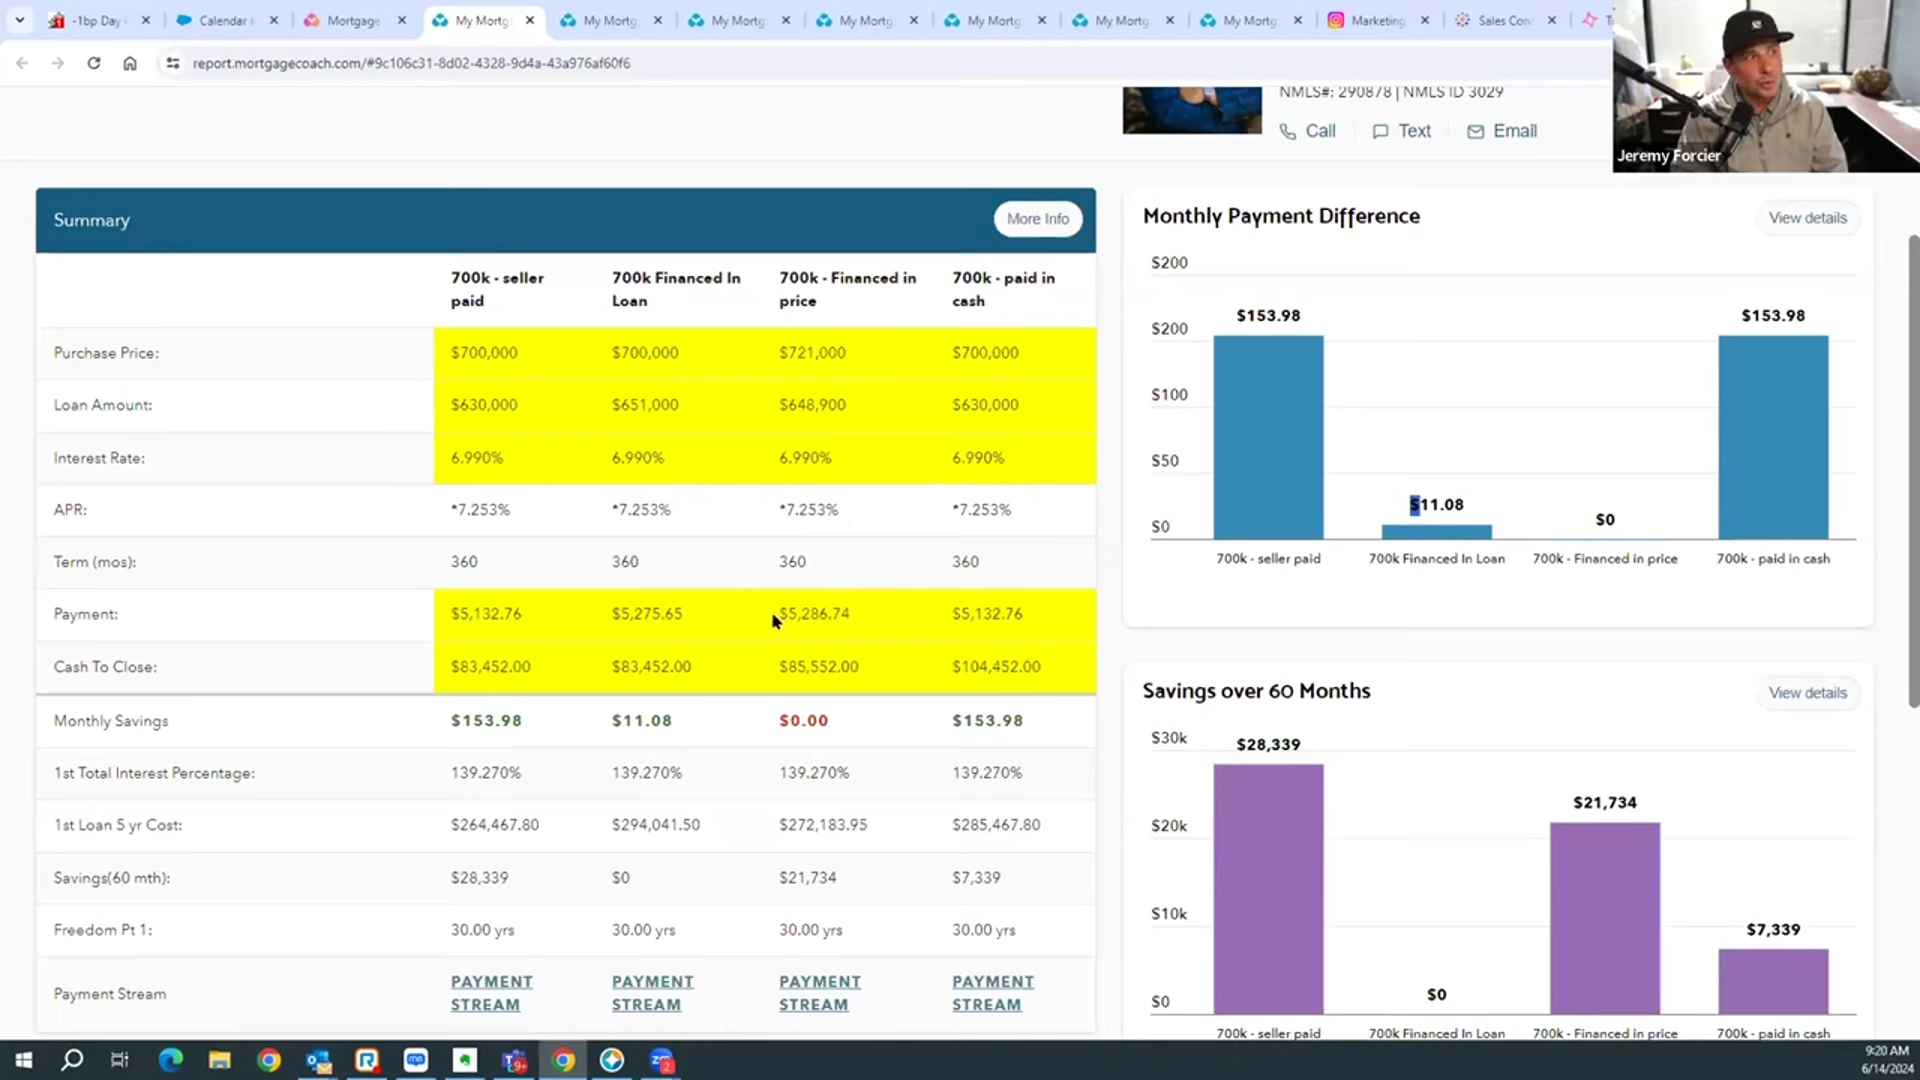 -1bp Day
Calendar
Mortgage
My Mortg
My Mortg
My Mortg
My Mortg
My Mortg
My Mortg
My Mortg
Marketing
Sales Con
report.mortgagecoach.com/#9c106c31-8d02-4328-9d4a-43a976af60f6
NMLS#: 290878 | NMLS ID 3029
Call
Text
Email
Jeremy Forcier
Summary
More Info
700k - seller paid
700k Financed In Loan
700k - Financed in price
700k - paid in cash
Purchase Price: $700,000 $700,000 $721,000 $700,000
Loan Amount: $630,000 $651,000 $648,900 $630,000
Interest Rate: 6.990% 6.990% 6.990% 6.990%
APR: *7.253% *7.253% *7.253% *7.253%
Term (mos): 360 360 360 360
Payment: $5,132.76 $5,275.65 $5,286.74 $5,132.76
Cash To Close: $83,452.00 $83,452.00 $85,552.00 $104,452.00
Monthly Savings $153.98 $11.08 $0.00 $153.98
1st Total Interest Percentage: 139.270% 139.270% 139.270% 139.270%
1st Loan 5 yr Cost: $264,467.80 $294,041.50 $272,183.95 $285,467.80
Savings(60 mth): $28,339 $0 $21,734 $7,339
Freedom Pt 1: 30.00 yrs 30.00 yrs 30.00 yrs 30.00 yrs
Payment Stream PAYMENT STREAM PAYMENT STREAM PAYMENT STREAM PAYMENT STREAM
Monthly Payment Difference
View details
$200
$153.98 $153.98
$200
$100
$50
$11.08
$0
$0
700k - seller paid 700k Financed In Loan 700k - Financed in price 700k - paid in cash
Savings over 60 Months
View details
$30k
$28,339
$21,734
$20k
$10k
$7,339
$0
$0
700k - seller paid 700k Financed In Loan 700k - Financed in price 700k - paid in cash
9:20 AM
6/14/2024